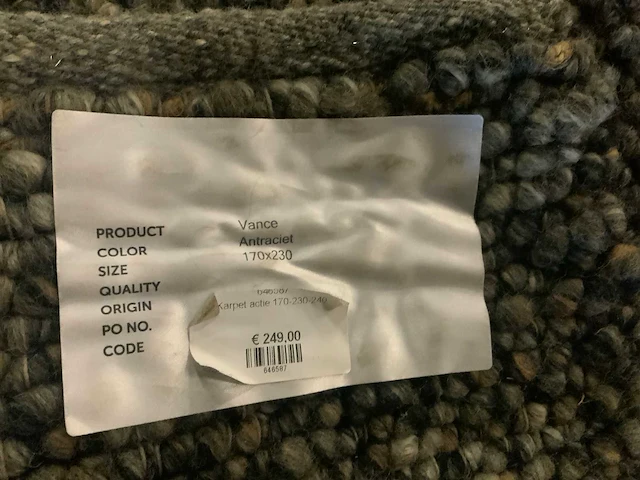 PRODUCT Vance
COLOR Antraciet
SIZE 170x230
QUALITY
ORIGIN
PO NO.
CODE
646587
Karpet actie 170-230-240
€ 249,00
646587